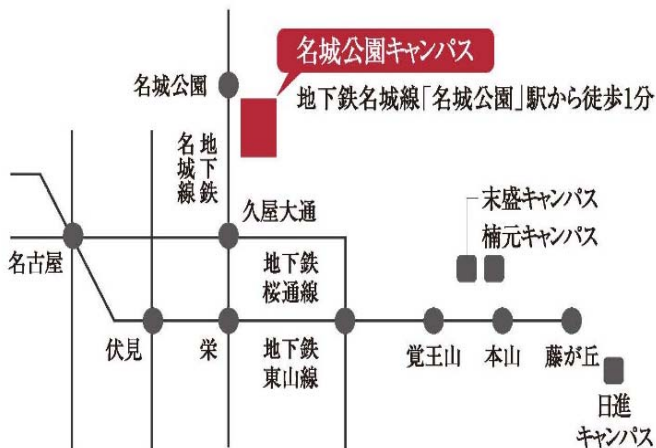 名城公園キャンパス
地下鉄名城線「名城公園」駅から徒歩1分
名城公園
地下鉄
名城線
久屋大通
末盛キャンパス
楠元キャンパス
名古屋
地下鉄
桜通線
伏見
栄
地下鉄
東山線
覚王山
本山
藤が丘
日進
キャンパス